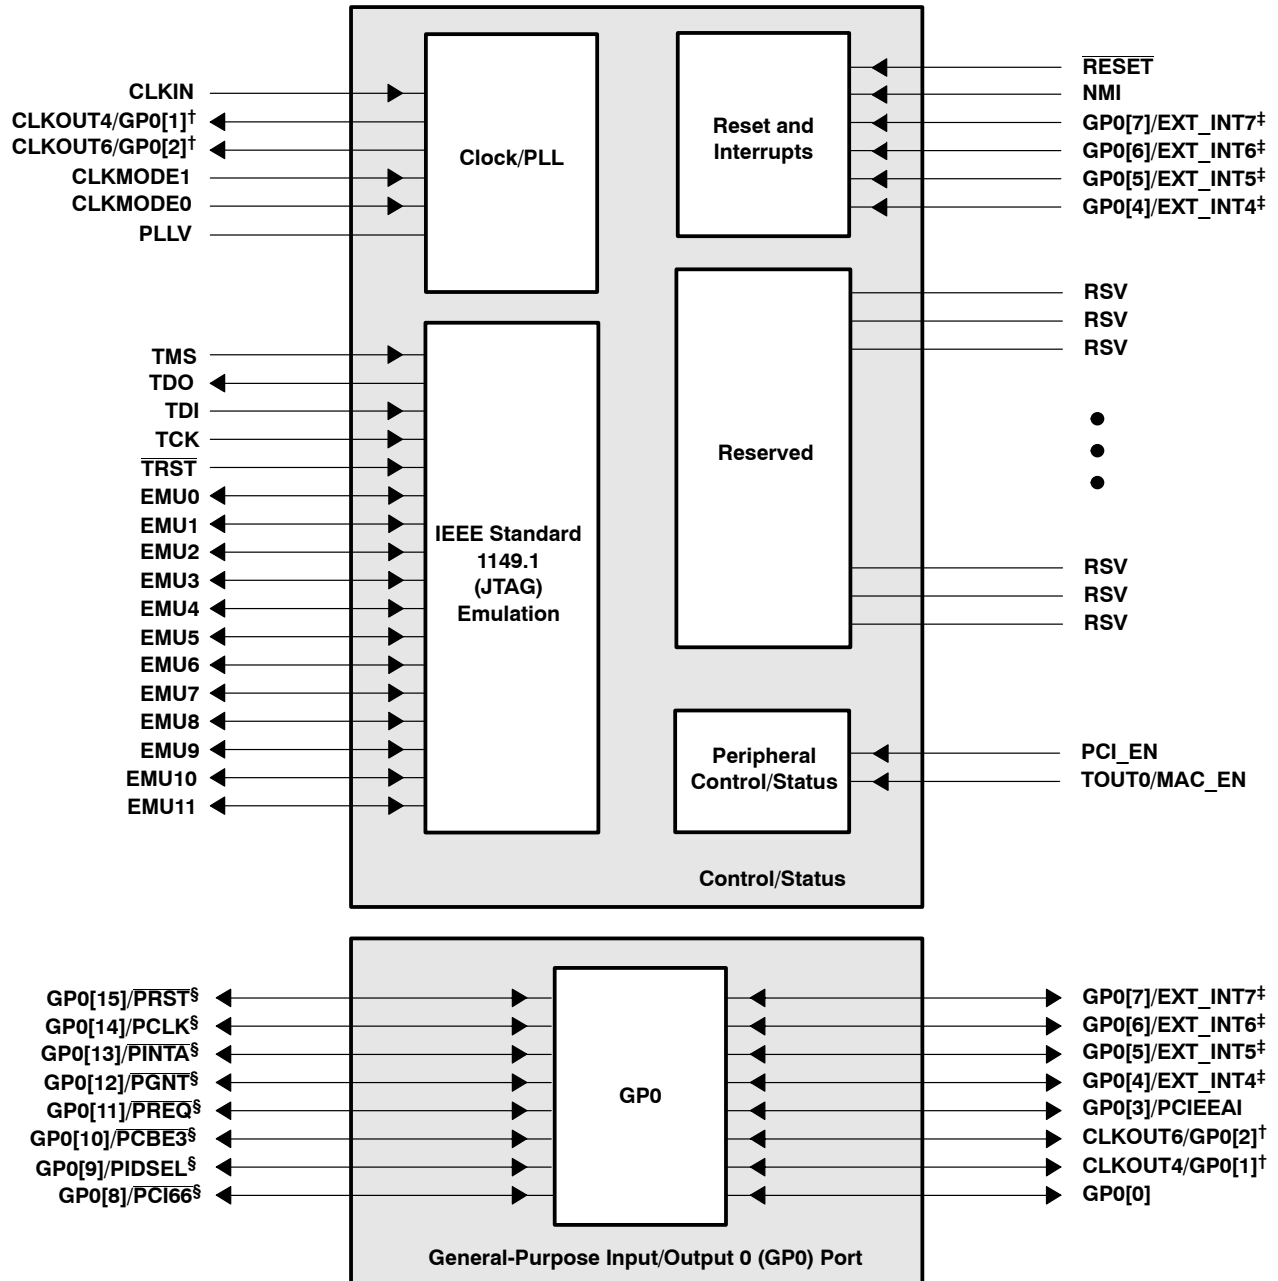 CLKIN
CLKOUT4/GP0[1]†
CLKOUT6/GP0[2]†
CLKMODE1
CLKMODE0
PLLV
Clock/PLL
Reset and
Interrupts
RESET
NMI
GP0[7]/EXT_INT7‡
GP0[6]/EXT_INT6‡
GP0[5]/EXT_INT5‡
GP0[4]/EXT_INT4‡
TMS
TDO
TDI
TCK
TRST
EMU0
EMU1
EMU2
EMU3
EMU4
EMU5
EMU6
EMU7
EMU8
EMU9
EMU10
EMU11
IEEE Standard
1149.1
(JTAG)
Emulation
Reserved
RSV
RSV
RSV
RSV
RSV
RSV
Peripheral
Control/Status
PCI_EN
TOUT0/MAC_EN
Control/Status
GP0[15]/PRST§
GP0[14]/PCLK§
GP0[13]/PINTA§
GP0[12]/PGNT§
GP0[11]/PREQ§
GP0[10]/PCBE3§
GP0[9]/PIDSEL§
GP0[8]/PCI66§
GP0
GP0[7]/EXT_INT7‡
GP0[6]/EXT_INT6‡
GP0[5]/EXT_INT5‡
GP0[4]/EXT_INT4‡
GP0[3]/PCIEEAI
CLKOUT6/GP0[2]†
CLKOUT4/GP0[1]†
GP0[0]
General-Purpose Input/Output 0 (GP0) Port